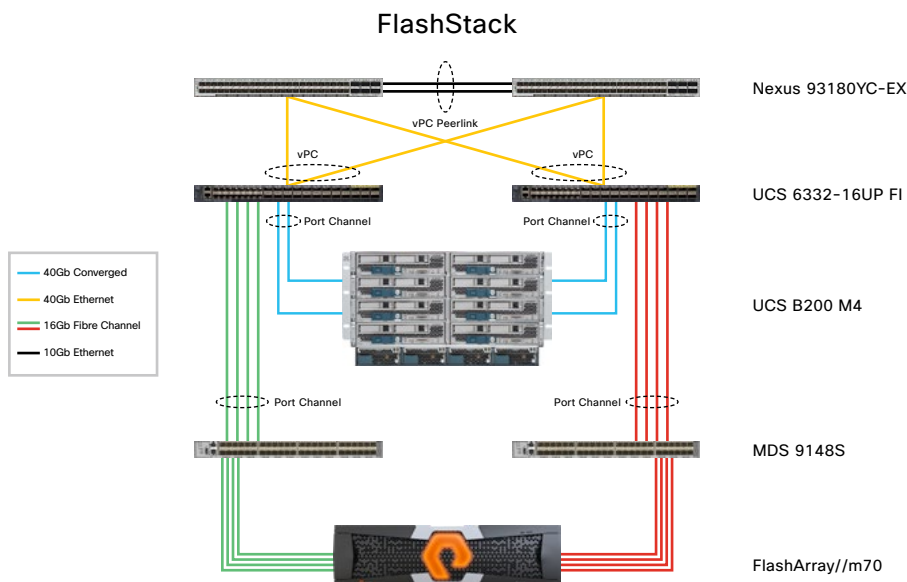 FlashStack
Nexus 93180YC-EX
vPC Peerlink
vPC
vPC
UCS 6332-16UP FI
Port Channel
Port Channel
40Gb Converged
40Gb Ethernet
16Gb Fibre Channel
10Gb Ethernet
UCS B200 M4
Port Channel
Port Channel
MDS 9148S
FlashArray//m70